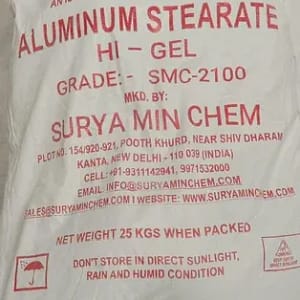 ALUMINUM STEARATE
HI - GEL
GRADE:- SMC-2100
MKD. BY:
SURYA MIN CHEM
PLOT NO. 154/920-921, POOTH KHURD, NEAR SHIV DHARAM
KANTA, NEW DELHI - 110 039 (INDIA)
CELL: +91-9311142941, 9971532000
EMAIL: INFO@SURYAMINCHEM.COM
SALES@SURYAMINCHEM.COM I WEBSITE: WWW.SURYAMINCHEM.COM
NET WEIGHT 25 KGS WHEN PACKED
DON'T STORE IN DIRECT SUNLIGHT,
RAIN AND HUMID CONDITION